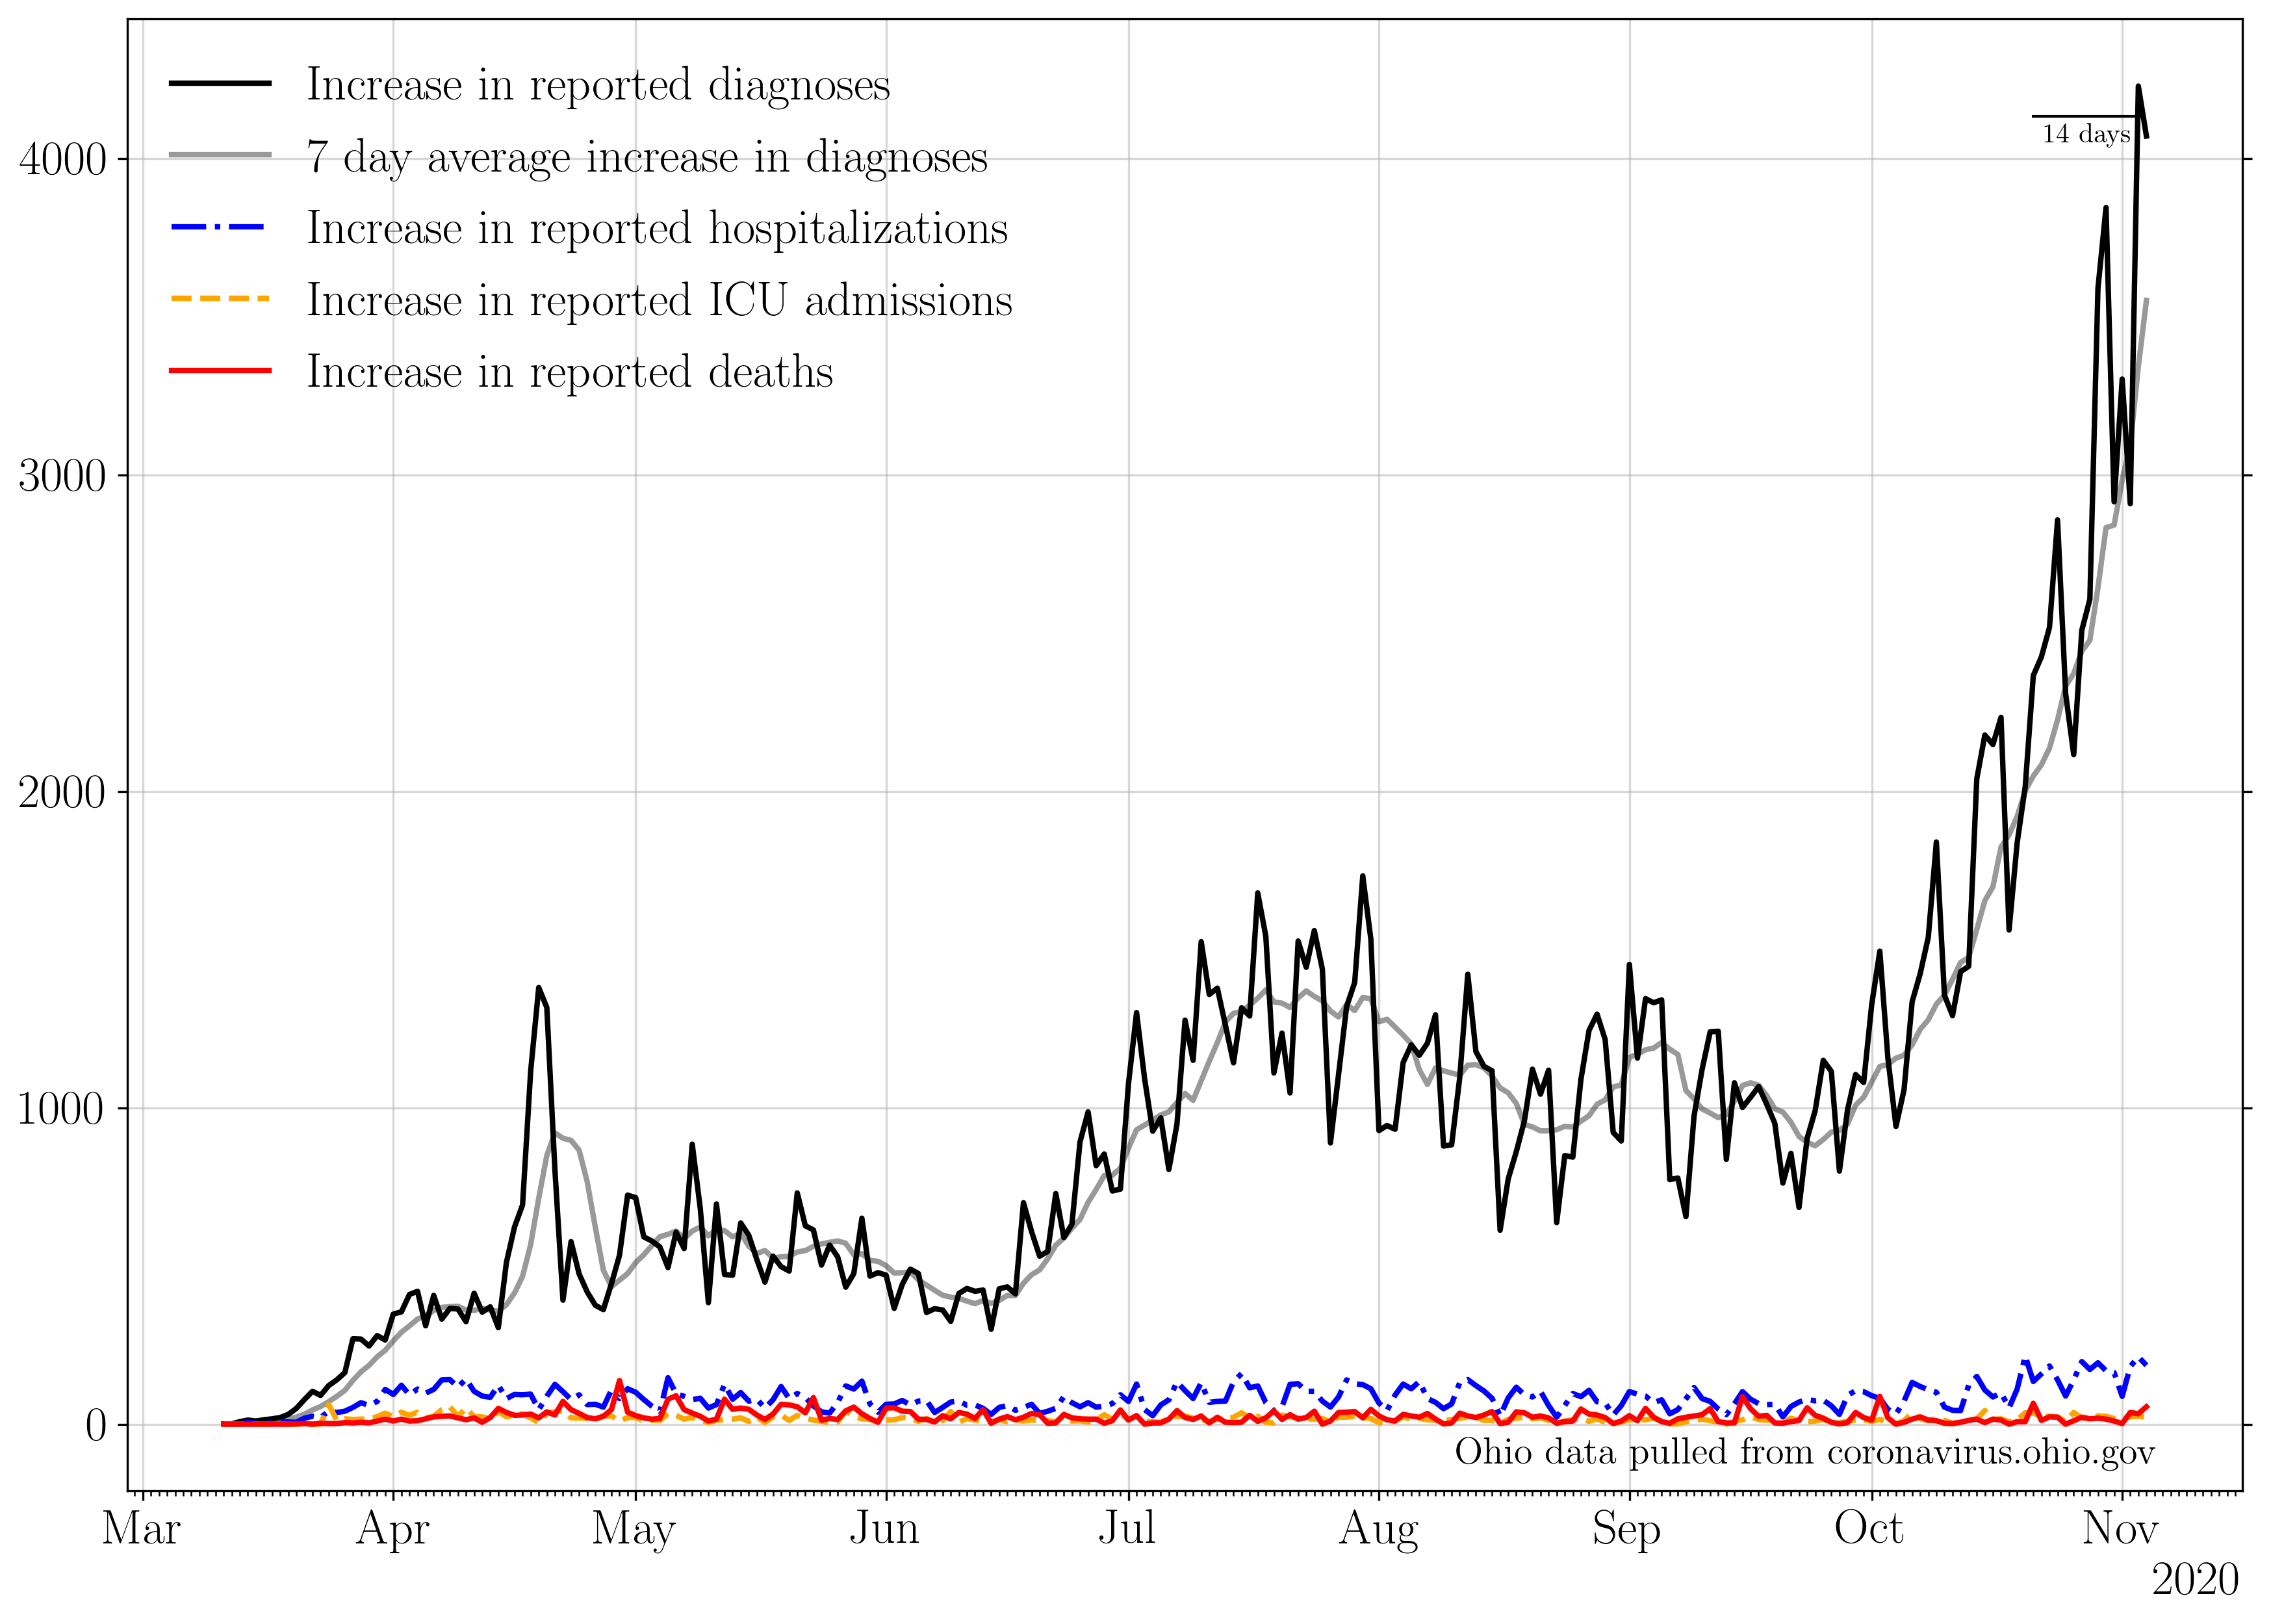 Increase in reported diagnoses
7 day average increase in diagnoses
Increase in reported hospitalizations
Increase in reported ICU admissions
Increase in reported deaths
14 days
4000
3000
2000
1000
0
Ohio data pulled from coronavirus.ohio.gov
Mar Apr May Jun Jul Aug Sep Oct Nov
2020